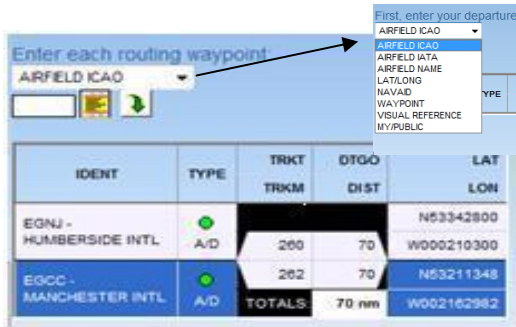 First, enter your departure
AIRFIELD ICAO
AIRFIELD ICAO
AIRFIELD IATA
AIRFIELD NAME
LAT/LONG
NAVAID
WAYPOINT
VISUAL REFERENCE
MY/PUBLIC
YPE
Enter each routing waypoint:
AIRFIELD ICAO
IDENT TYPE TRKT DTGO LAT
TRKM DIST LON
EGNJ - N53342800
HUMBERSIDE INTL A/D 260 70 W000210300
EGCC - 262 70 N53211348
MANCHESTER INTL A/D TOTALS 70 nm W002162982